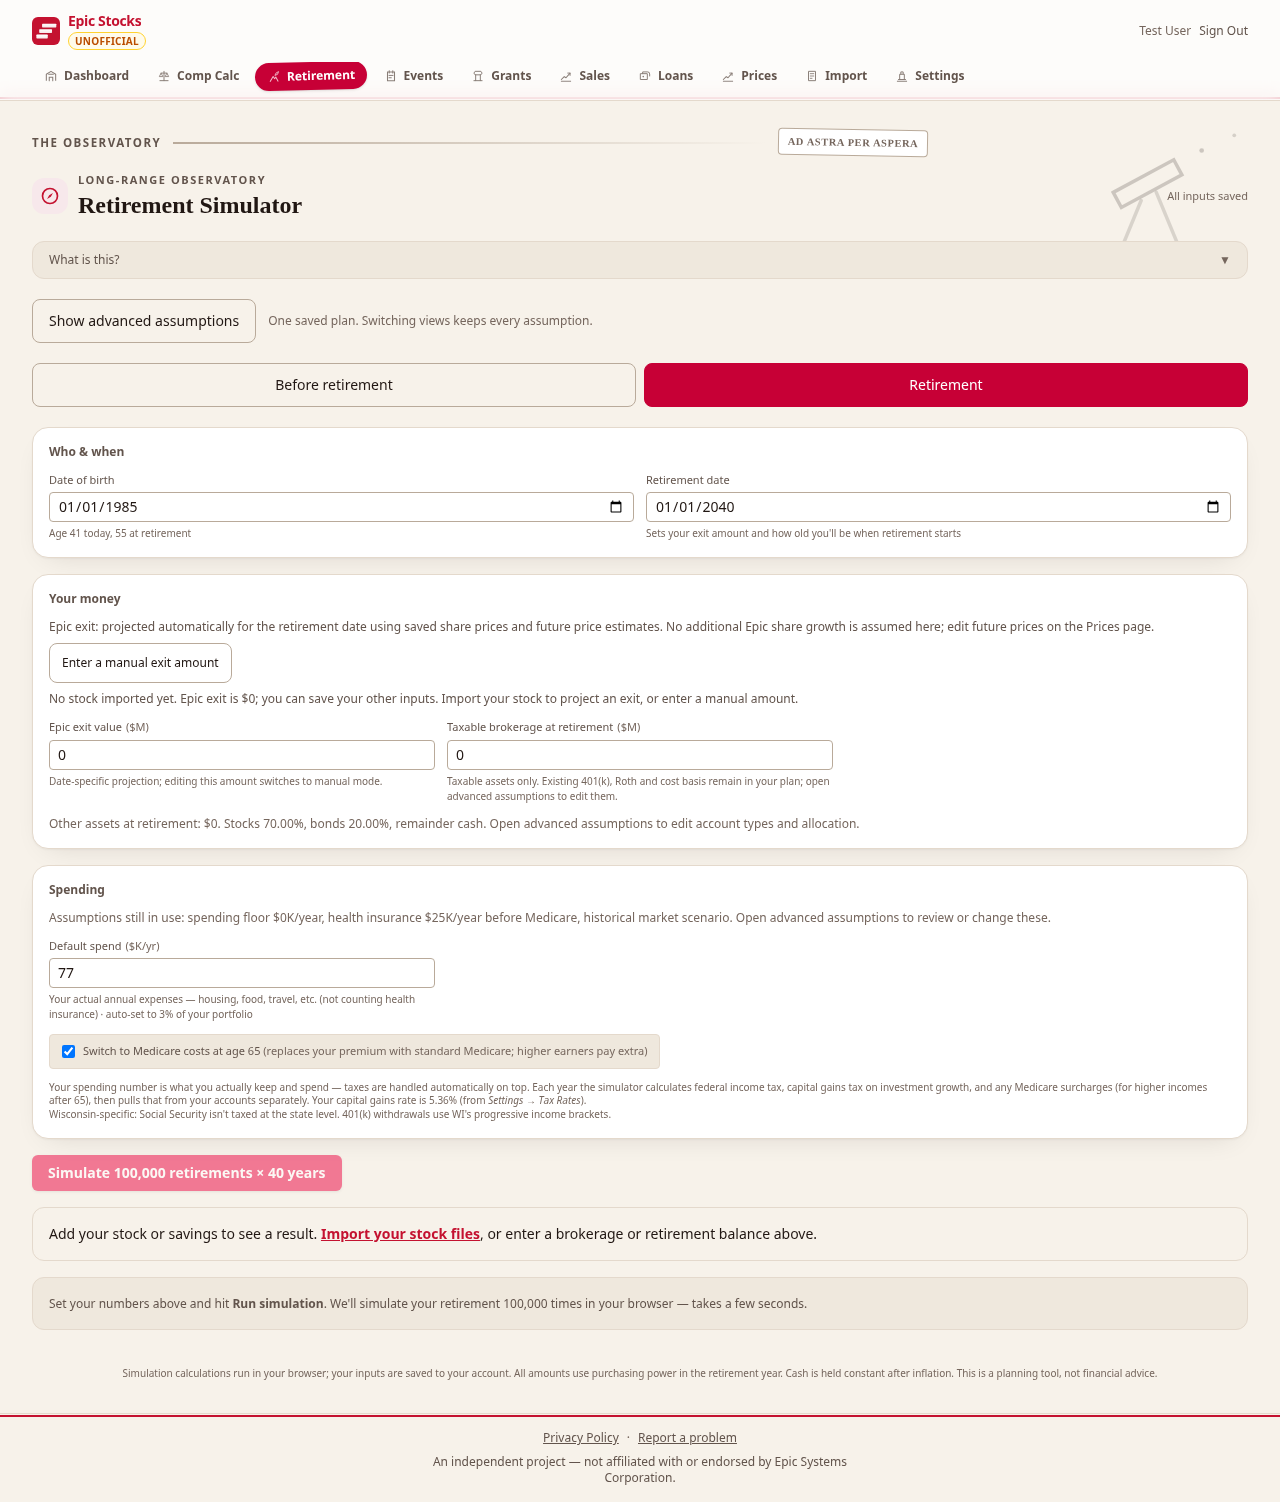 Epic Stocks
UNOFFICIAL
Test User Sign Out
Dashboard Comp Calc Retirement Events Grants Sales Loans Prices Import Settings
THE OBSERVATORY
AD ASTRA PER ASPERA
LONG-RANGE OBSERVATORY
Retirement Simulator
All inputs saved
What is this? ▼
Show advanced assumptions
One saved plan. Switching views keeps every assumption.
Before retirement
Retirement
Who & when
Date of birth
Retirement date
01/01/1985
01/01/2040
Age 41 today, 55 at retirement
Sets your exit amount and how old you'll be when retirement starts
Your money
Epic exit: projected automatically for the retirement date using saved share prices and future price estimates. No additional Epic share growth is assumed here; edit future prices on the Prices page.
Enter a manual exit amount
No stock imported yet. Epic exit is $0; you can save your other inputs. Import your stock to project an exit, or enter a manual amount.
Epic exit value ($M)
Taxable brokerage at retirement ($M)
0
0
Date-specific projection; editing this amount switches to manual mode.
Taxable assets only. Existing 401(k), Roth and cost basis remain in your plan; open
advanced assumptions to edit them.
Other assets at retirement: $0. Stocks 70.00%, bonds 20.00%, remainder cash. Open advanced assumptions to edit account types and allocation.
Spending
Assumptions still in use: spending floor $0K/year, health insurance $25K/year before Medicare, historical market scenario. Open advanced assumptions to review or change these.
Default spend ($K/yr)
77
Your actual annual expenses — housing, food, travel, etc. (not counting health
insurance) · auto-set to 3% of your portfolio
Switch to Medicare costs at age 65 (replaces your premium with standard Medicare; higher earners pay extra)
Your spending number is what you actually keep and spend — taxes are handled automatically on top. Each year the simulator calculates federal income tax, capital gains tax on investment growth, and any Medicare surcharges (for higher incomes
after 65), then pulls that from your accounts separately. Your capital gains rate is 5.36% (from Settings → Tax Rates).
Wisconsin-specific: Social Security isn't taxed at the state level. 401(k) withdrawals use WI's progressive income brackets.
Simulate 100,000 retirements × 40 years
Add your stock or savings to see a result. Import your stock files, or enter a brokerage or retirement balance above.
Set your numbers above and hit Run simulation. We'll simulate your retirement 100,000 times in your browser — takes a few seconds.
Simulation calculations run in your browser; your inputs are saved to your account. All amounts use purchasing power in the retirement year. Cash is held constant after inflation. This is a planning tool, not financial advice.
Privacy Policy · Report a problem
An independent project — not affiliated with or endorsed by Epic Systems
Corporation.